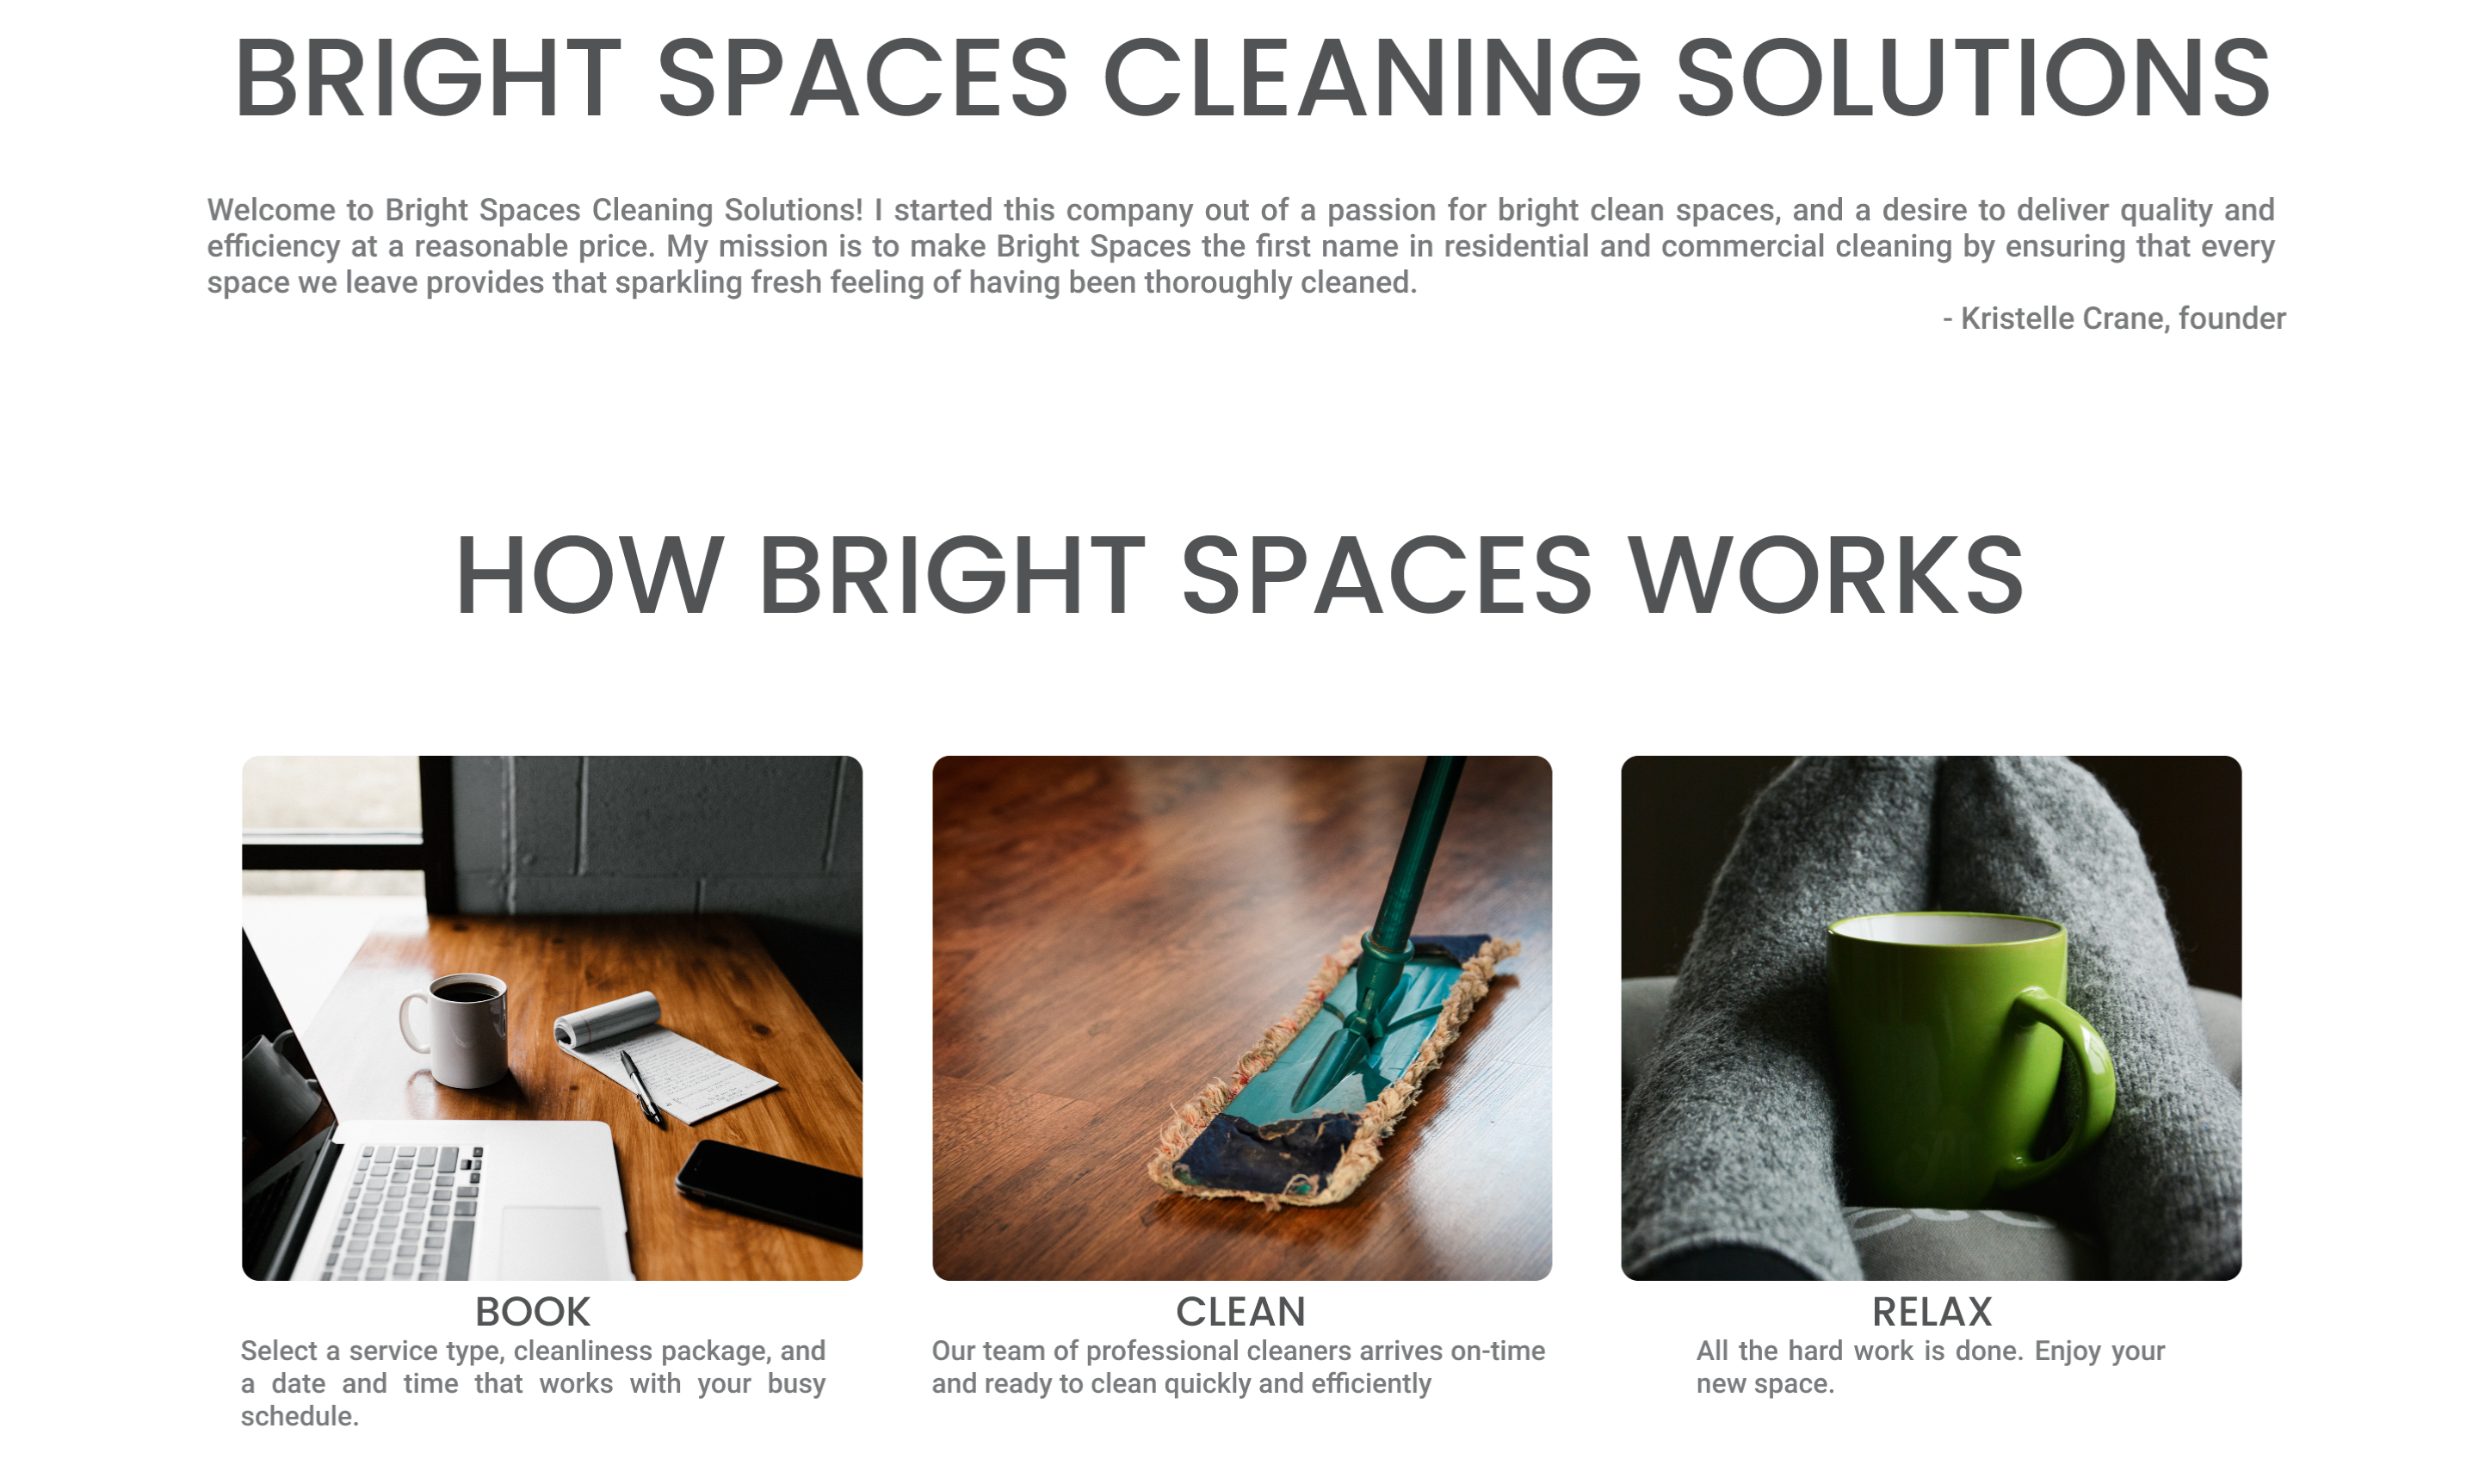 BRIGHT SPACES CLEANING SOLUTIONS
Welcome to Bright Spaces Cleaning Solutions! I started this company out of a passion for bright clean spaces, and a desire to deliver quality and
efficiency at a reasonable price. My mission is to make Bright Spaces the first name in residential and commercial cleaning by ensuring that every
space we leave provides that sparkling fresh feeling of having been thoroughly cleaned.
- Kristelle Crane, founder
HOW BRIGHT SPACES WORKS
BOOK
Select a service type, cleanliness package, and
a date and time that works with your busy
schedule.
CLEAN
Our team of professional cleaners arrives on-time
and ready to clean quickly and efficiently
RELAX
All the hard work is done. Enjoy your
new space.